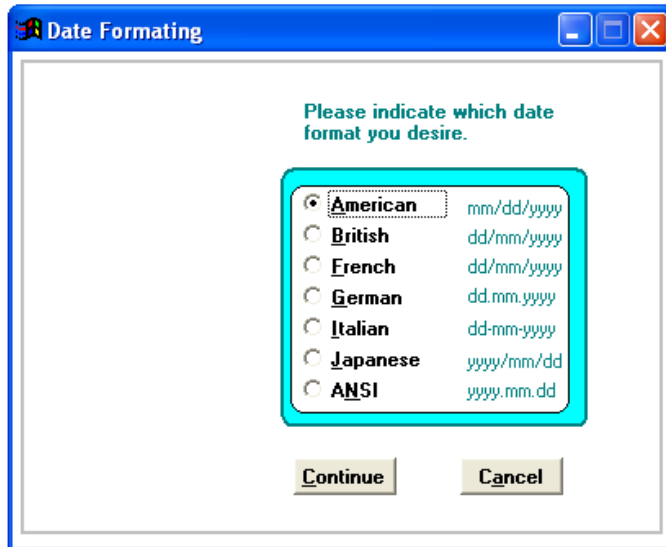 Date Formating
Please indicate which date
format you desire.
American mm/dd/yyyy
British dd/mm/yyyy
French dd/mm/yyyy
German dd.mm.yyyy
Italian dd-mm-yyyy
Japanese yyyy/mm/dd
ANSI yyyy.mm.dd
Continue Cancel